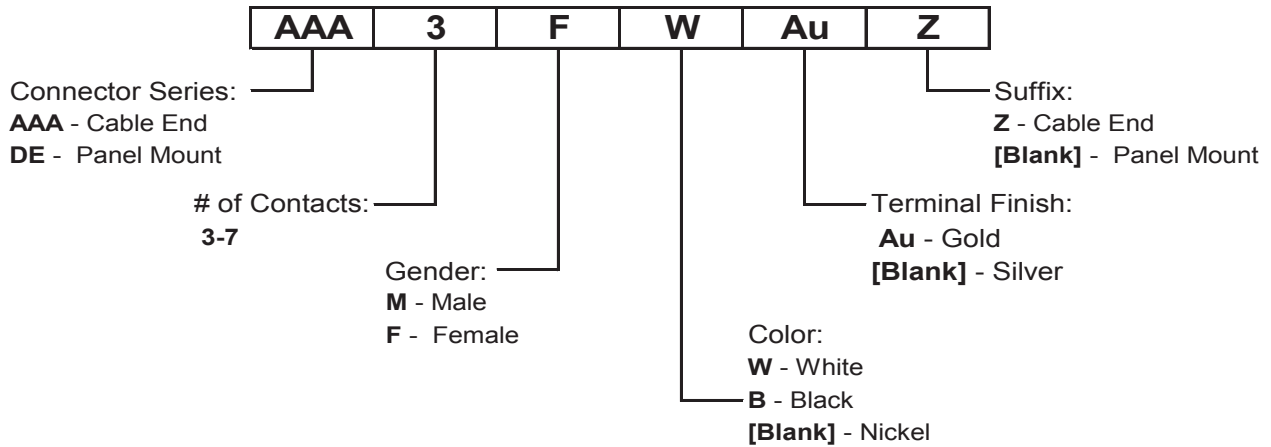 AAA 3 F W Au Z
Connector Series:
AAA - Cable End
DE - Panel Mount
# of Contacts:
3-7
Gender:
M - Male
F - Female
Color:
W - White
B - Black
[Blank] - Nickel
Terminal Finish:
Au - Gold
[Blank] - Silver
Suffix:
Z - Cable End
[Blank] - Panel Mount